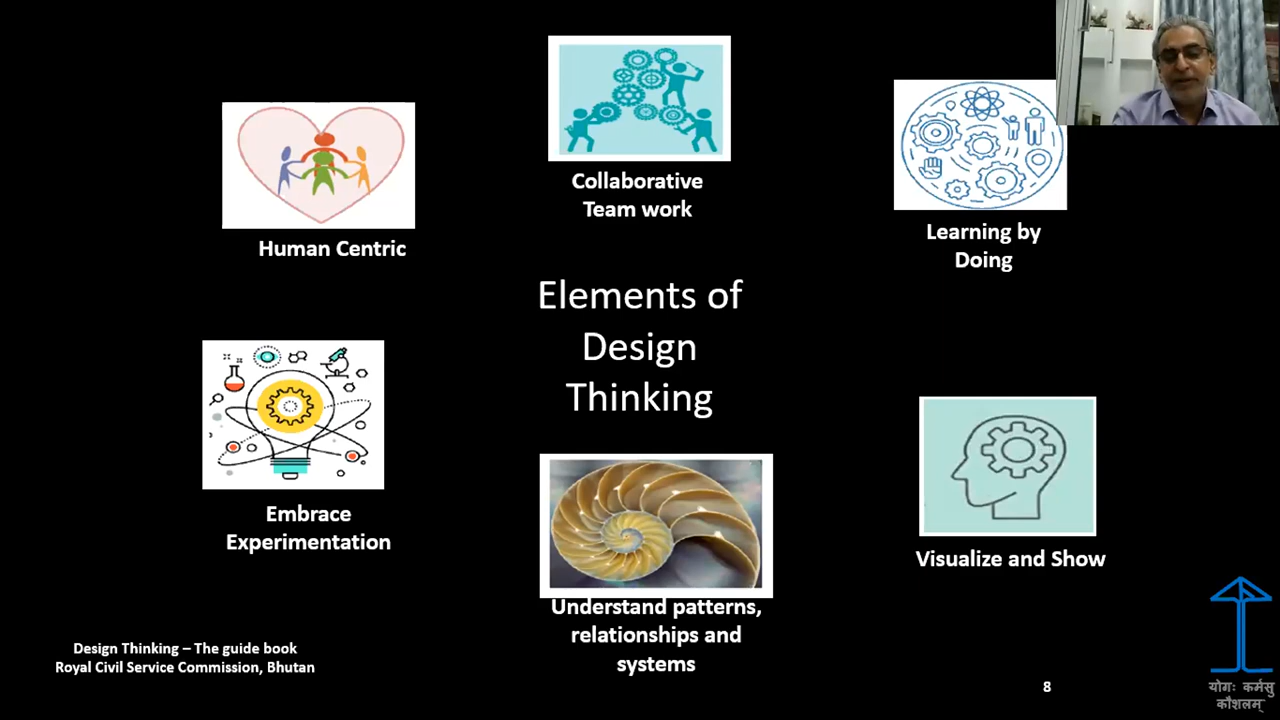 Collaborative
Team work
Human Centric
Learning by
Doing
Elements of
Design
Thinking
Embrace
Experimentation
Visualize and Show
Understand patterns,
relationships and
systems
Design Thinking – The guide book
Royal Civil Service Commission, Bhutan
8
योगः कर्मसु
कौशलम्